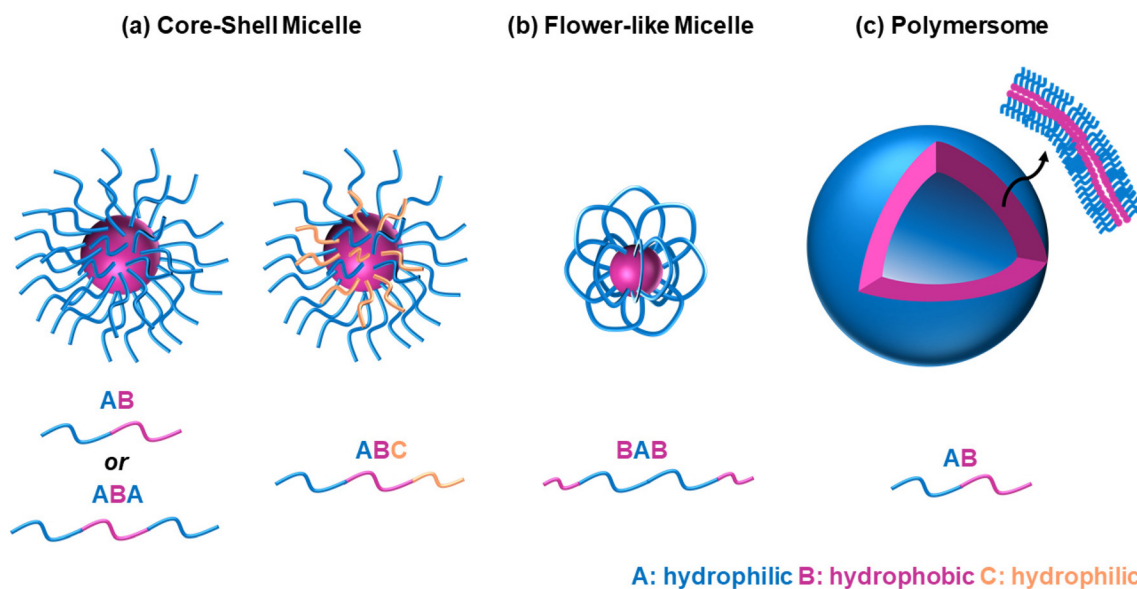 (a) Core-Shell Micelle
(b) Flower-like Micelle
(c) Polymersome
AB
or
ABA
ABC
BAB
AB
A: hydrophilic B: hydrophobic C: hydrophilic